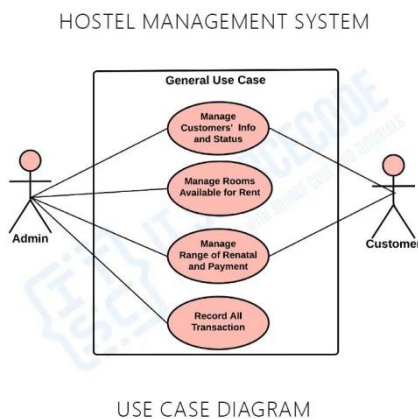 HOSTEL MANAGEMENT SYSTEM
General Use Case
Manage
Customers' Info
and Status
Manage Rooms
Available for Rent
Admin
Customer
Manage
Range of Renatal
and Payment
Record All
Transaction
USE CASE DIAGRAM